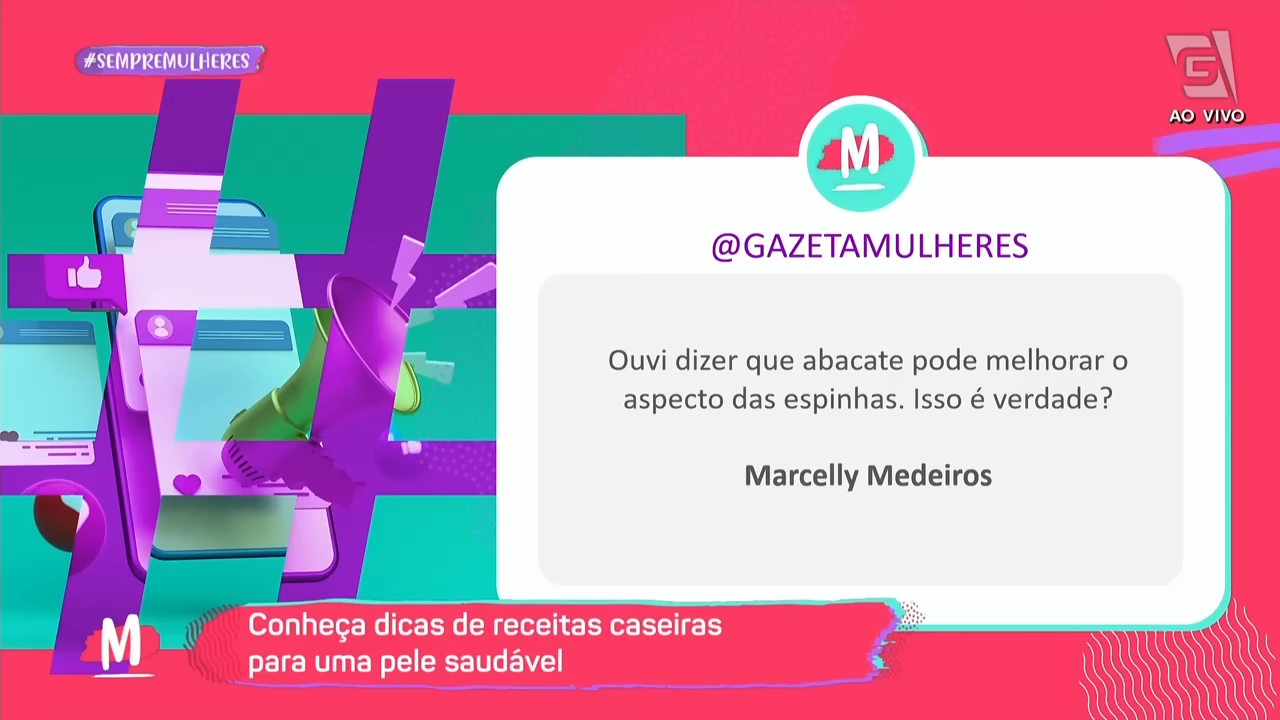 #SEMPREMULHERES
G
AO VIVO
M
@GAZETAMULHERES
Ouvi dizer que abacate pode melhorar o
aspecto das espinhas. Isso é verdade?
Marcelly Medeiros
M
Conheça dicas de receitas caseiras
para uma pele saudável